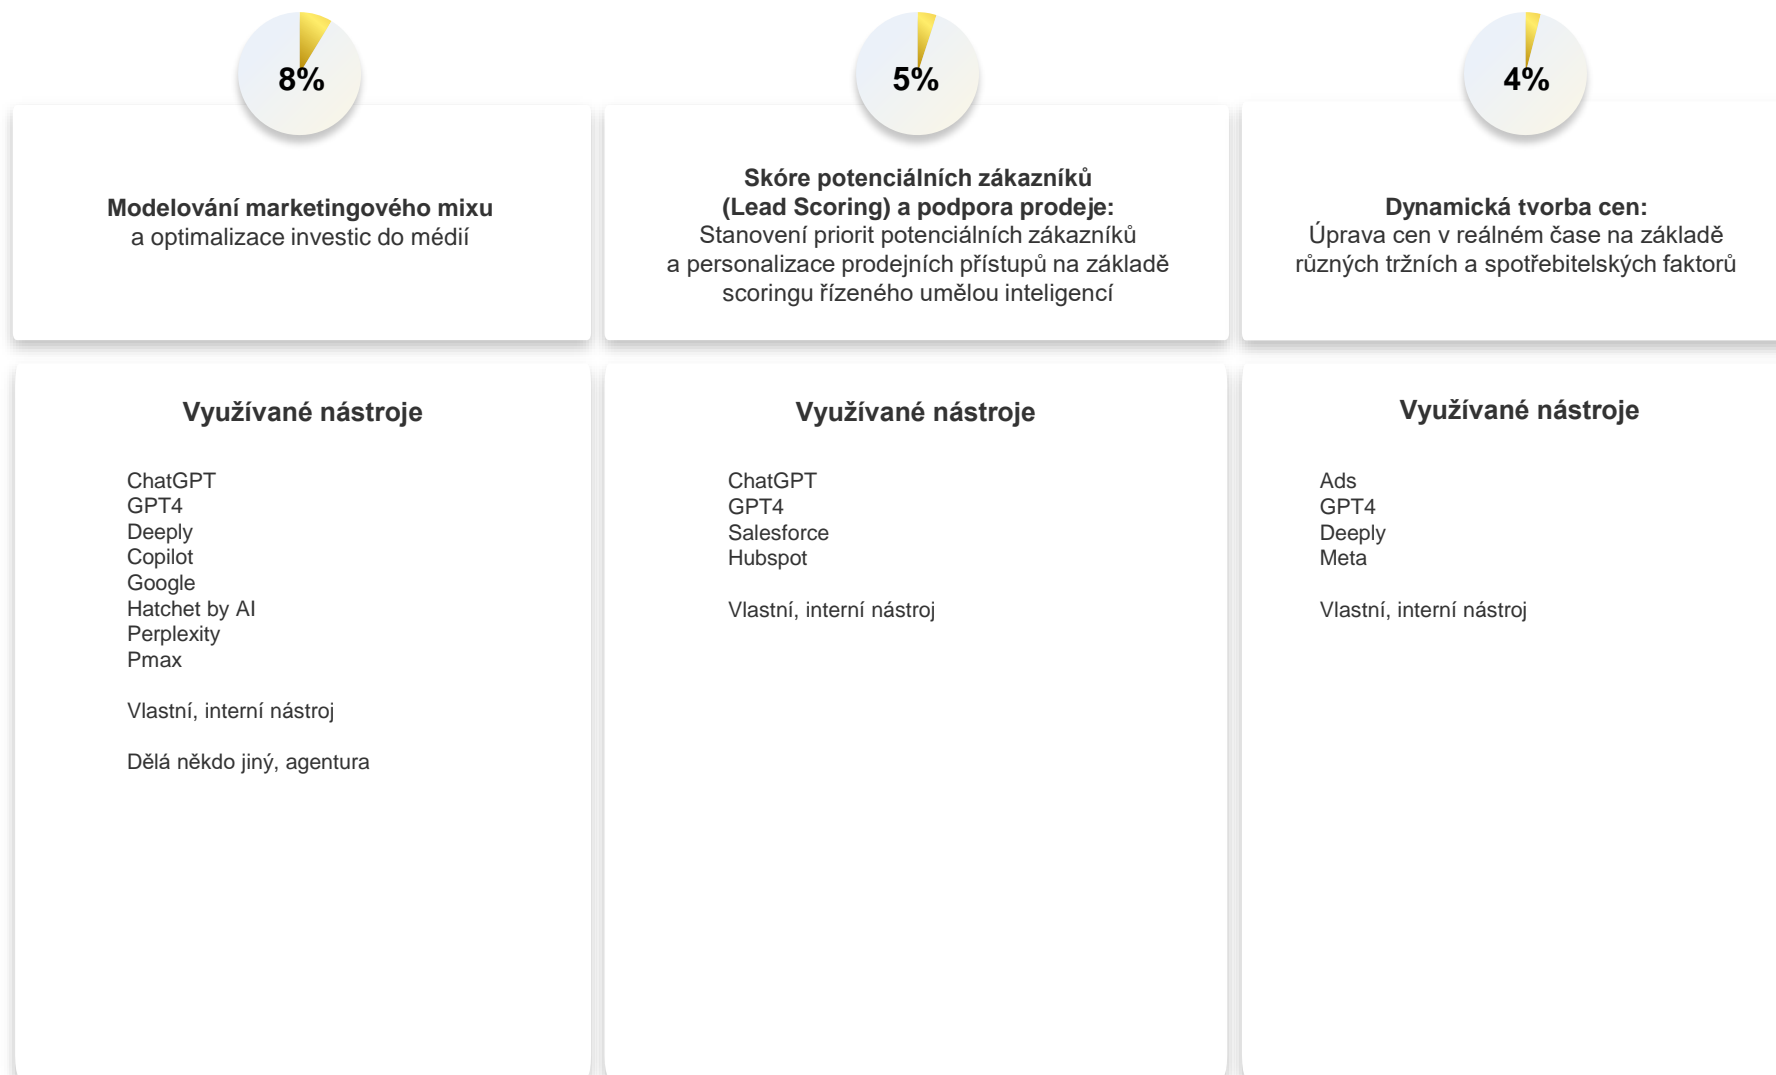 8%
Modelování marketingového mixu
a optimalizace investic do médií
Využívané nástroje
ChatGPT
GPT4
Deeply
Copilot
Google
Hatchet by AI
Perplexity
Pmax
Vlastní, interní nástroj
Dělá někdo jiný, agentura
5%
Skóre potenciálních zákazníků
(Lead Scoring) a podpora prodeje:
Stanovení priorit potenciálních zákazníků
a personalizace prodejních přístupů na základě
scoringu řízeného umělou inteligencí
Využívané nástroje
ChatGPT
GPT4
Salesforce
Hubspot
Vlastní, interní nástroj
4%
Dynamická tvorba cen:
Úprava cen v reálném čase na základě
různých tržních a spotřebitelských faktorů
Využívané nástroje
Ads
GPT4
Deeply
Meta
Vlastní, interní nástroj